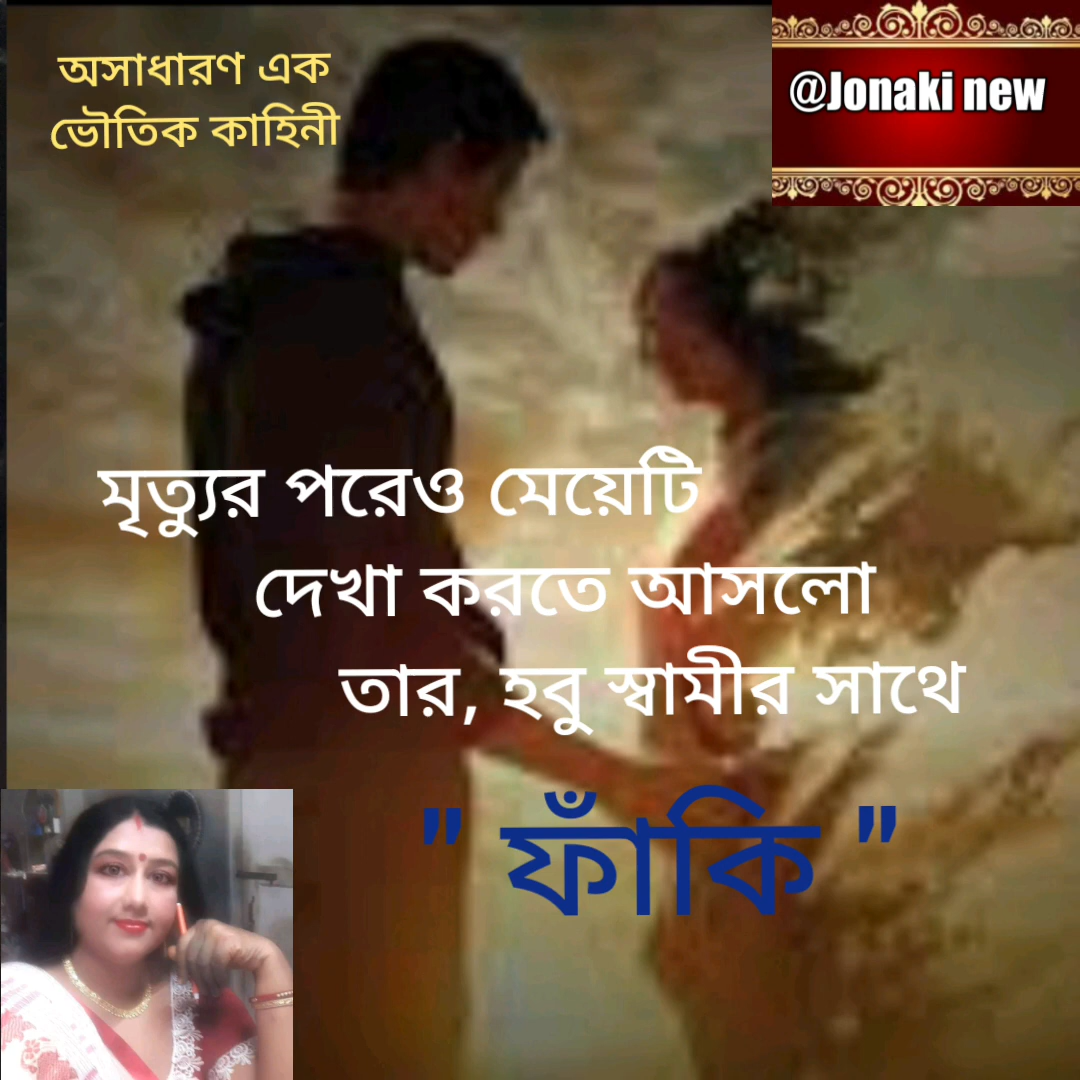 অসাধারণ এক
ভৌতিক কাহিনী
@Jonaki new
মৃত্যুর পরেও মেয়েটি
দেখা করতে আসলো
তার, হবু স্বামীর সাথে
" ফাঁকি "